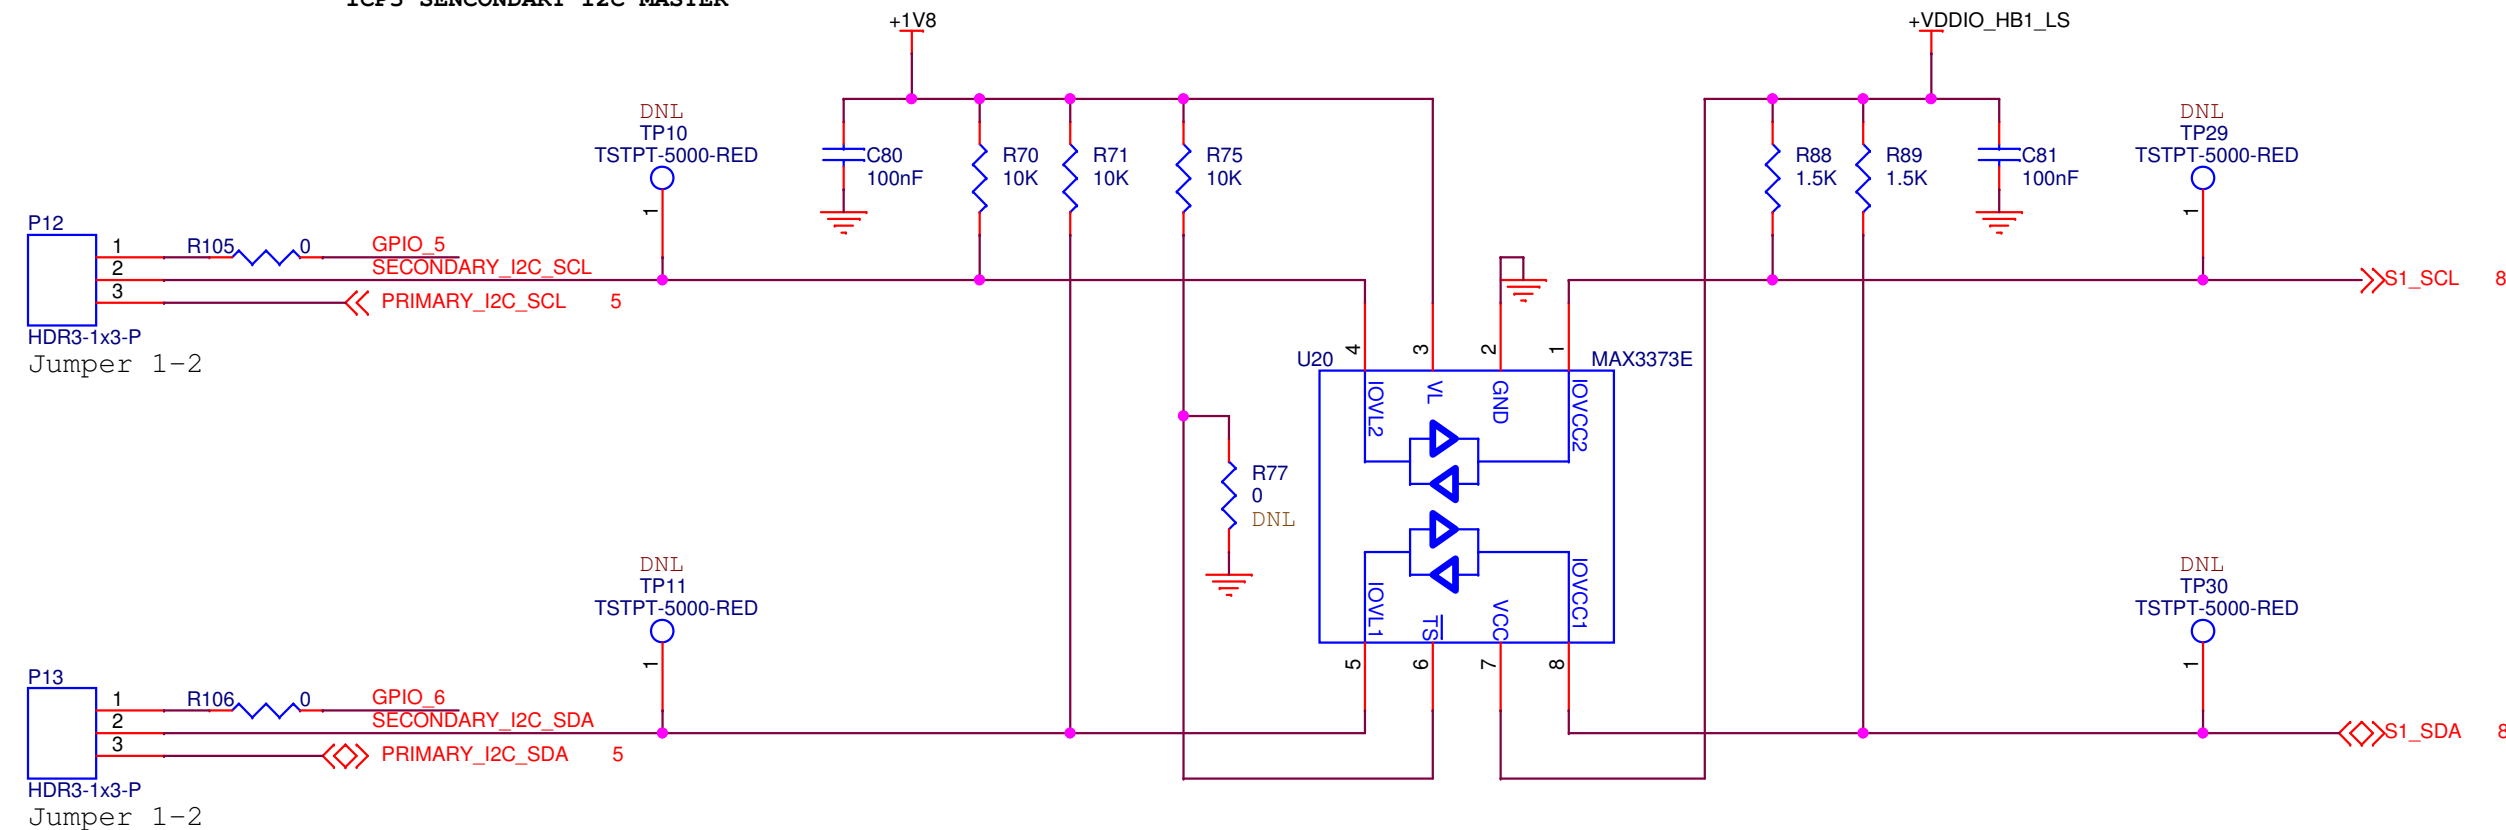 +1V8
+VDDIO_HB1_LS
DNL
TP10
TSTPT-5000-RED
C80
100nF
R70
10K
R71
10K
R75
10K
R88
1.5K
R89
1.5K
C81
100nF
DNL
TP29
TSTPT-5000-RED
1
1
P12
1
2
3
R105
0
GPIO_5
SECONDARY_I2C_SCL
PRIMARY_I2C_SCL 5
HDR3-1x3-P
Jumper 1-2
S1_SCL 8
U20
MAX3373E
4
3
2
1
IOVL2
VL
GND
IOVCC2
R77
0
DNL
IOVL1
TS
VCC
IOVCC1
5
6
7
8
DNL
TP11
TSTPT-5000-RED
1
DNL
TP30
TSTPT-5000-RED
1
P13
1
2
3
R106
0
GPIO_6
SECONDARY_I2C_SDA
PRIMARY_I2C_SDA 5
HDR3-1x3-P
Jumper 1-2
S1_SDA 8